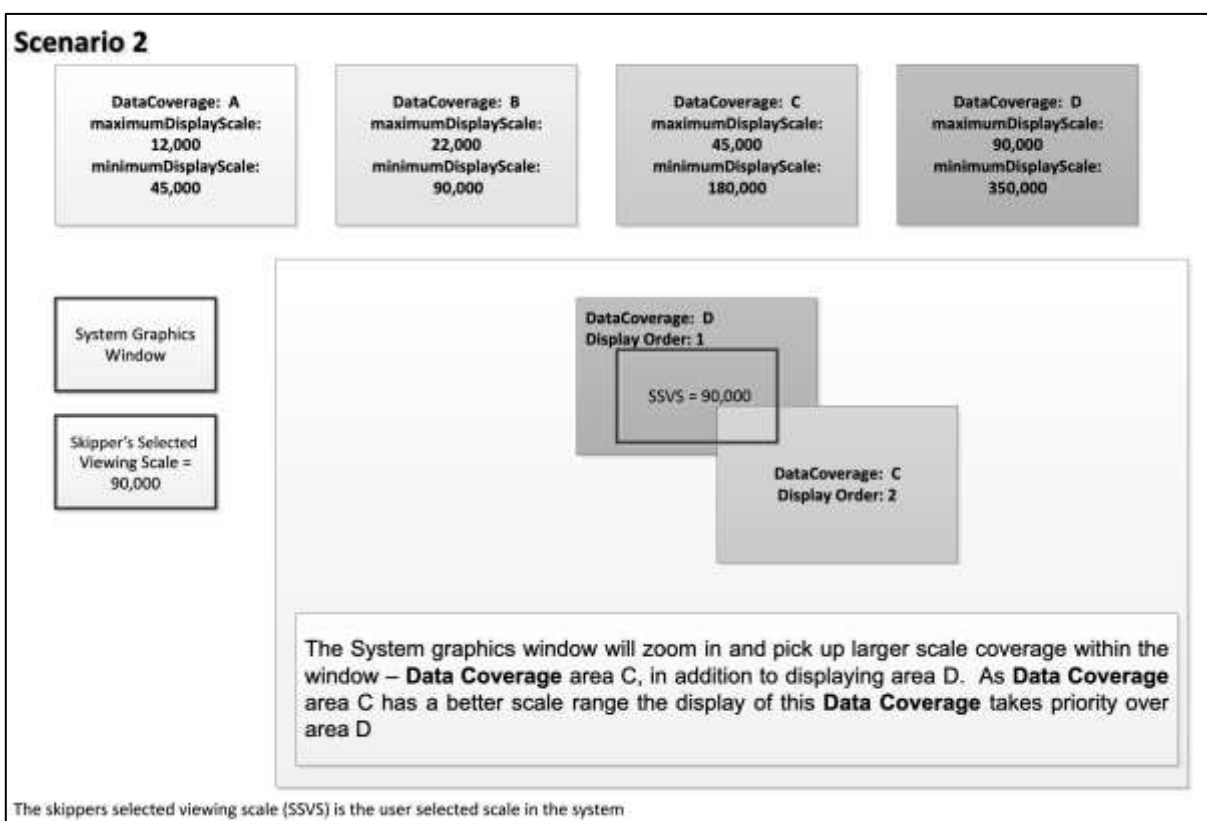 Scenario 2
DataCoverage: A
maximumDisplayScale:
12,000
minimumDisplayScale:
45,000
DataCoverage: B
maximumDisplayScale:
22,000
minimumDisplayScale:
90,000
DataCoverage: C
maximumDisplayScale:
45,000
minimumDisplayScale:
180,000
DataCoverage: D
maximumDisplayScale:
90,000
minimumDisplayScale:
350,000
System Graphics
Window
Skipper's Selected
Viewing Scale =
90,000
DataCoverage: D
Display Order: 1
SSVS = 90,000
DataCoverage: C
Display Order: 2
The System graphics window will zoom in and pick up larger scale coverage within the
window – Data Coverage area C, in addition to displaying area D. As Data Coverage
area C has a better scale range the display of this Data Coverage takes priority over
area D
The skippers selected viewing scale (SSVS) is the user selected scale in the system